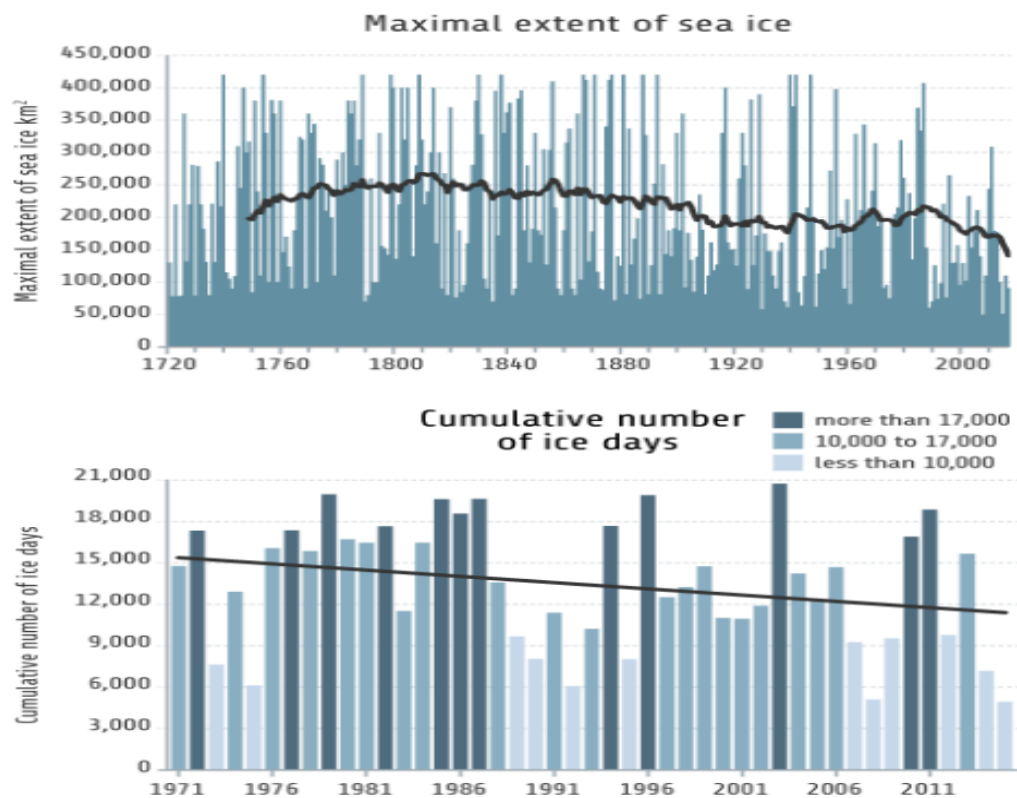 Maximal extent of sea ice
Maximal extent of sea ice km²
450,000
400,000
350,000
300,000
250,000
200,000
150,000
100,000
50,000
0
1720 1760 1800 1840 1880 1920 1960 2000
Cumulative number
of ice days
more than 17,000
10,000 to 17,000
less than 10,000
Cumulative number of ice days
21,000
18,000
15,000
12,000
9,000
6,000
3,000
0
1971 1976 1981 1986 1991 1996 2001 2006 2011